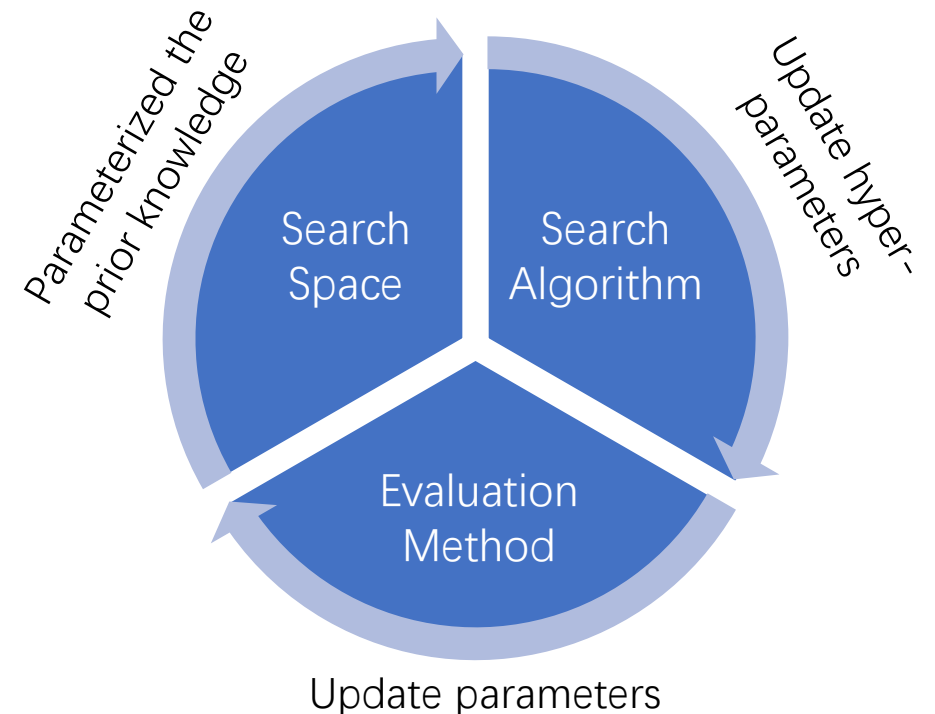 Parameterized the
prior knowledge
Update hyper-
parameters
Search
Space
Search
Algorithm
Evaluation
Method
Update parameters